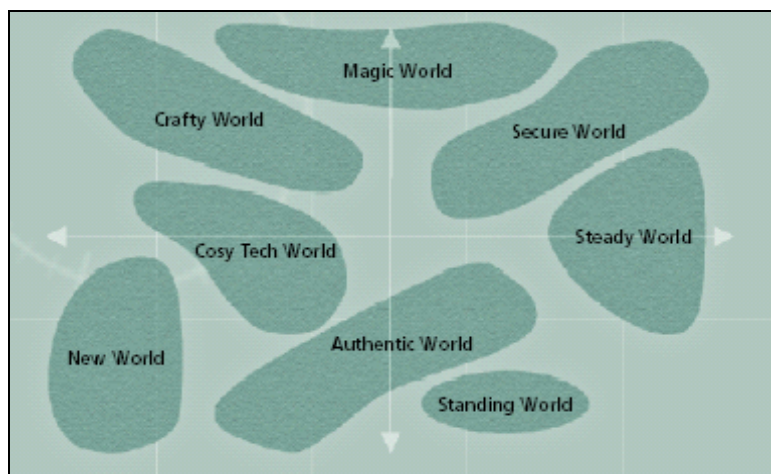 Magic World
Crafty World
Secure World
Steady World
Cosy Tech World
Authentic World
New World
Standing World